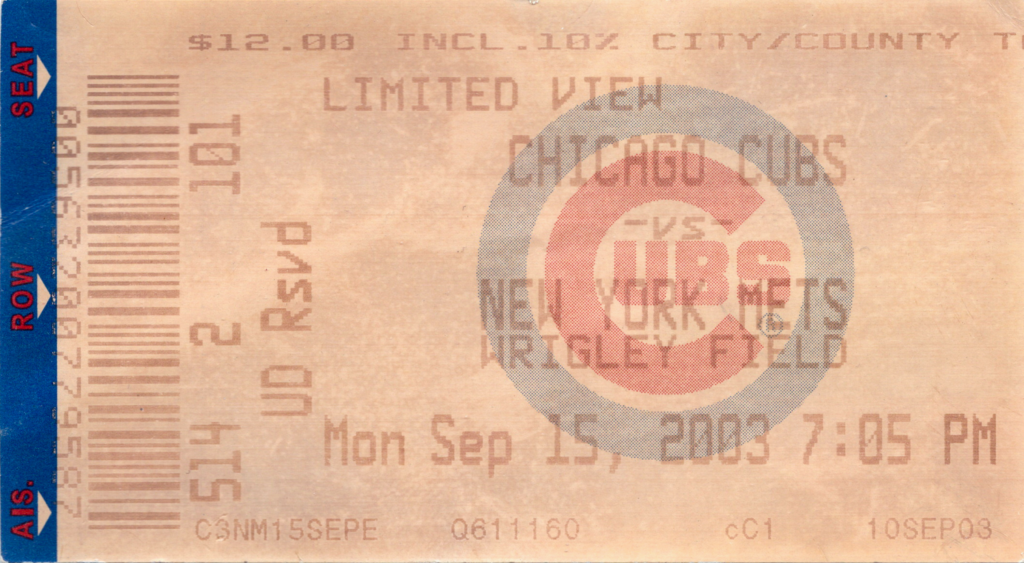 $12.00 INCL.10% CITY/COUNTY T
LIMITED VIEW
CHICAGO CUBS
-vs-
NEW YORK METS
WRIGLEY FIELD
Mon Sep 15, 2003 7:05 PM
C3NM15SEPE Q611160 cC1 10SEP03
SEAT
ROW
AIS.
101
2
514
UD Rsvd
CUBS
®